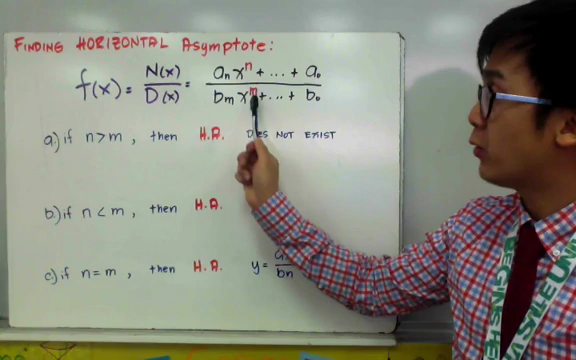 FINDING HORIZONTAL Asymptote:
f(x) = N(x)/D(x) = (aₙxⁿ + ... + a₀)/(bₘxᵐ + ... + b₀)
a.) if n > m, then H.A. DOES NOT EXIST
b.) if n < m, then H.A.
c.) if n = m, then H.A. y = aₙ/bn